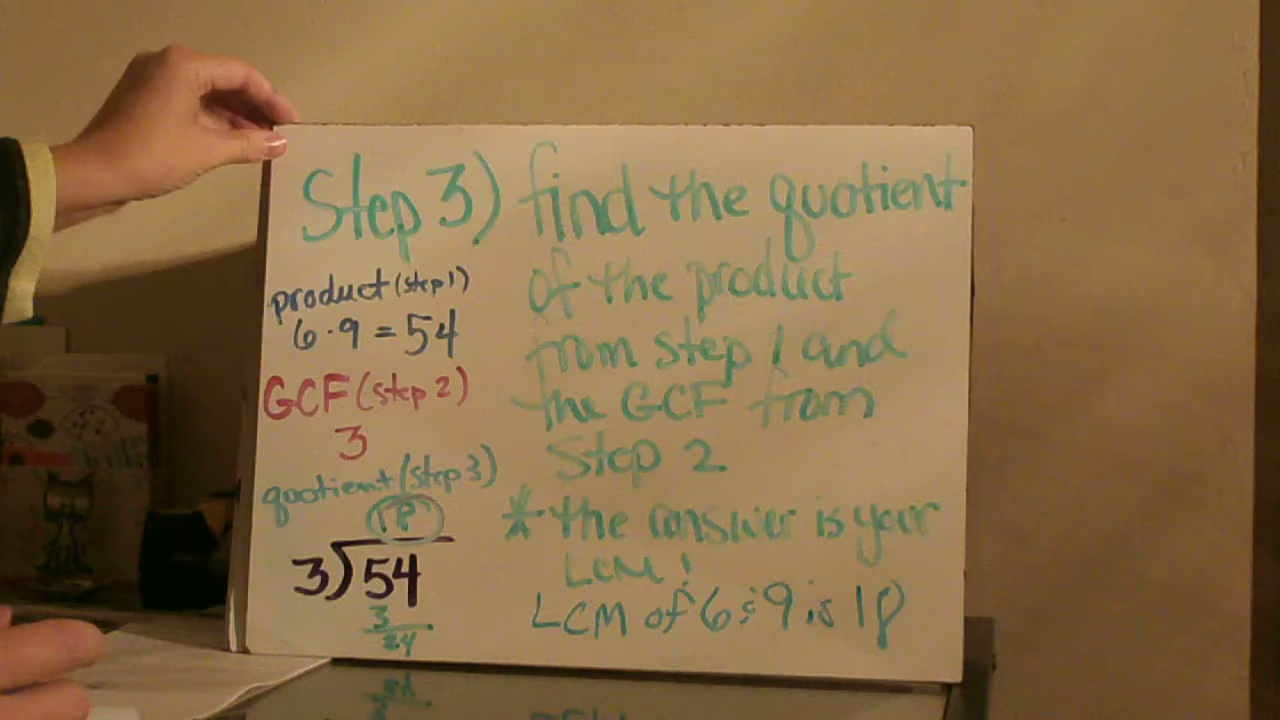 Step 3) find the quotient
of the product
from step 1 and
the GCF from
Step 2
* the answer is your
LCM!
LCM of 6 & 9 is 18
product (step 1)
6 · 9 = 54
GCF (step 2)
3
quotient (step 3)
18
3)54
3
24